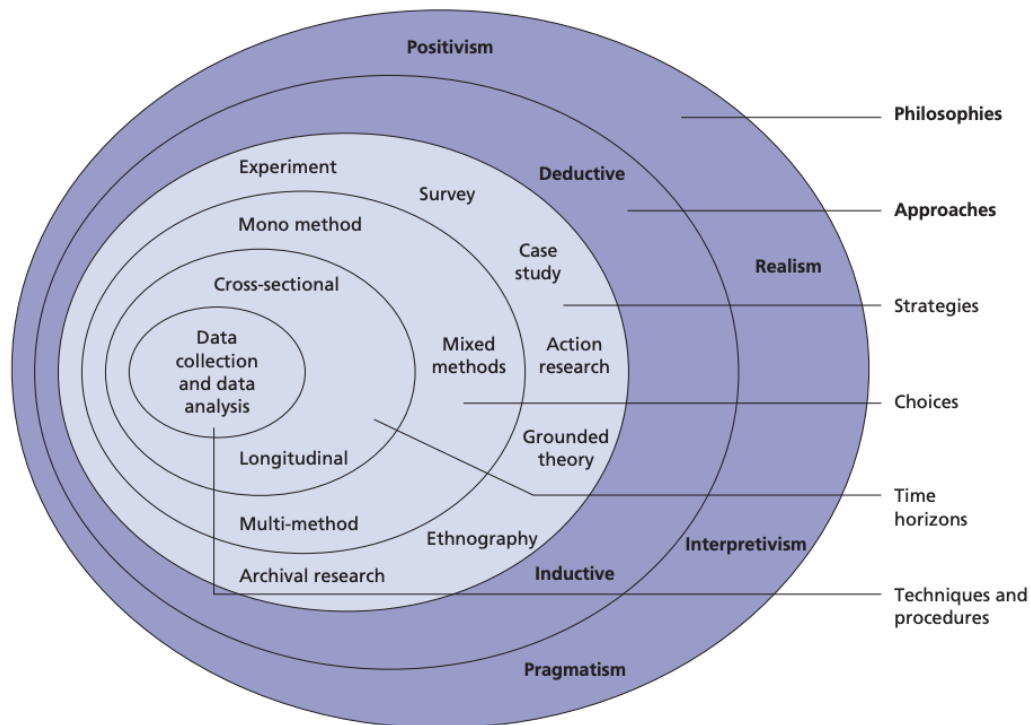 Positivism
Philosophies
Experiment
Deductive
Survey
Approaches
Mono method
Case
study
Realism
Cross-sectional
Strategies
Data
collection
and data
analysis
Mixed
methods
Action
research
Choices
Grounded
theory
Longitudinal
Time
horizons
Multi-method
Ethnography
Interpretivism
Archival research
Inductive
Techniques and
procedures
Pragmatism